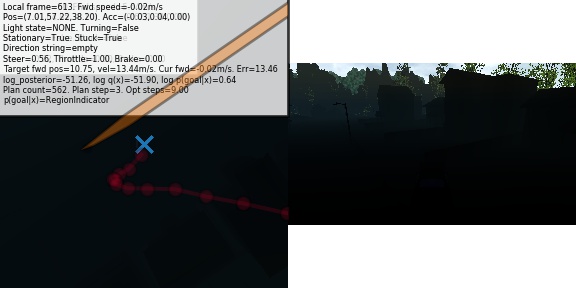 Local frame=613. Fwd speed=-0.02m/s
Pos=(7.01,57.22,38.20). Acc=(-0.03,0.04,0.00)
Light state=NONE. Turning=False
Stationary=True. Stuck=True
Direction string=empty
Steer=0.56, Throttle=1.00, Brake=0.00
Target fwd pos=10.75, vel=13.44m/s. Cur fwd=-0.02m/s. Err=13.46
log_posterior=-51.26, log q(x)=-51.90, log p(goal|x)=0.64
Plan count=562. Plan step=3. Opt steps=9.00
p(goal|x)=RegionIndicator